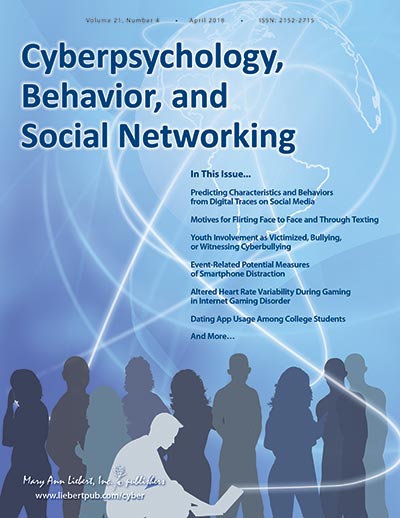 Volume 21, Number 4 • April 2018 • ISSN: 2152-2715
Cyberpsychology,
Behavior, and
Social Networking
In This Issue...
Predicting Characteristics and Behaviors
from Digital Traces on Social Media
Motives for Flirting Face to Face and Through Texting
Youth Involvement as Victimized, Bullying,
or Witnessing Cyberbullying
Event-Related Potential Measures
of Smartphone Distraction
Altered Heart Rate Variability During Gaming
in Internet Gaming Disorder
Dating App Usage Among College Students
And More…
Mary Ann Liebert, Inc. publishers
www.liebertpub.com/cyber